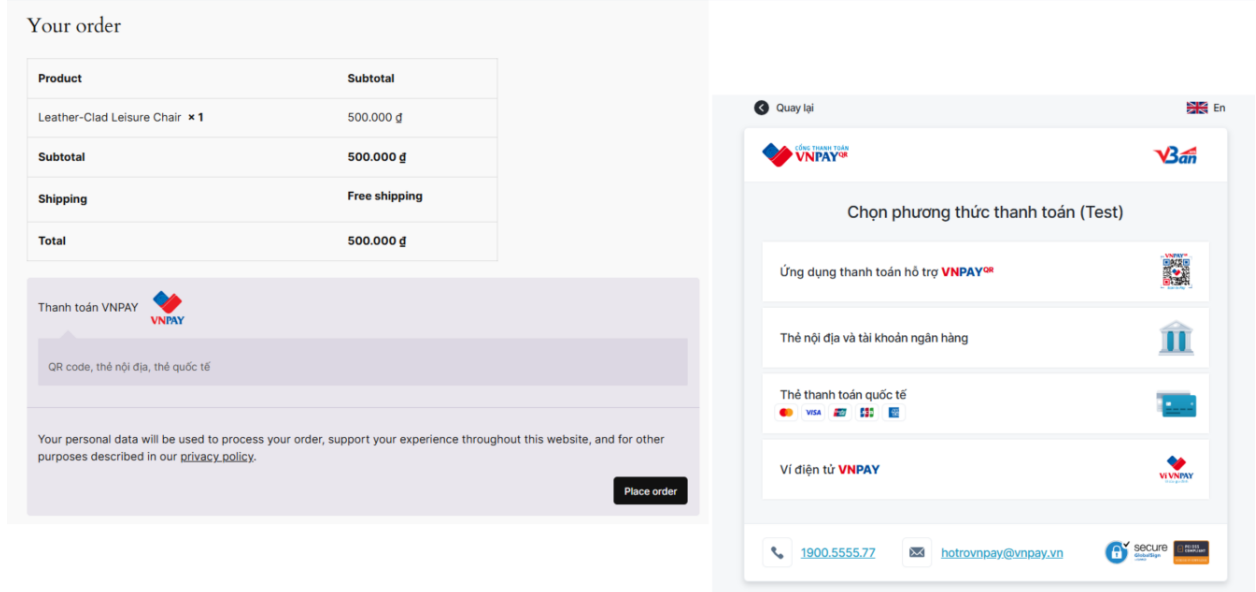 Your order
Product Subtotal
Leather-Clad Leisure Chair × 1 500.000 ₫
Subtotal 500.000 ₫
Shipping Free shipping
Total 500.000 ₫
Thanh toán VNPAY VNPAY
QR code, thẻ nội địa, thẻ quốc tế
Your personal data will be used to process your order, support your experience throughout this website, and for other
purposes described in our privacy policy.
Place order
Quay lại En
CỔNG THANH TOÁN
VNPAYQR
VBan
Chọn phương thức thanh toán (Test)
Ứng dụng thanh toán hỗ trợ VNPAYQR
VNPAYQR
Thẻ nội địa và tài khoản ngân hàng
Thẻ thanh toán quốc tế
VISA
Ví điện tử VNPAY
Ví VNPAY
1900.5555.77 hotrovnpay@vnpay.vn
secure
GlobalSign